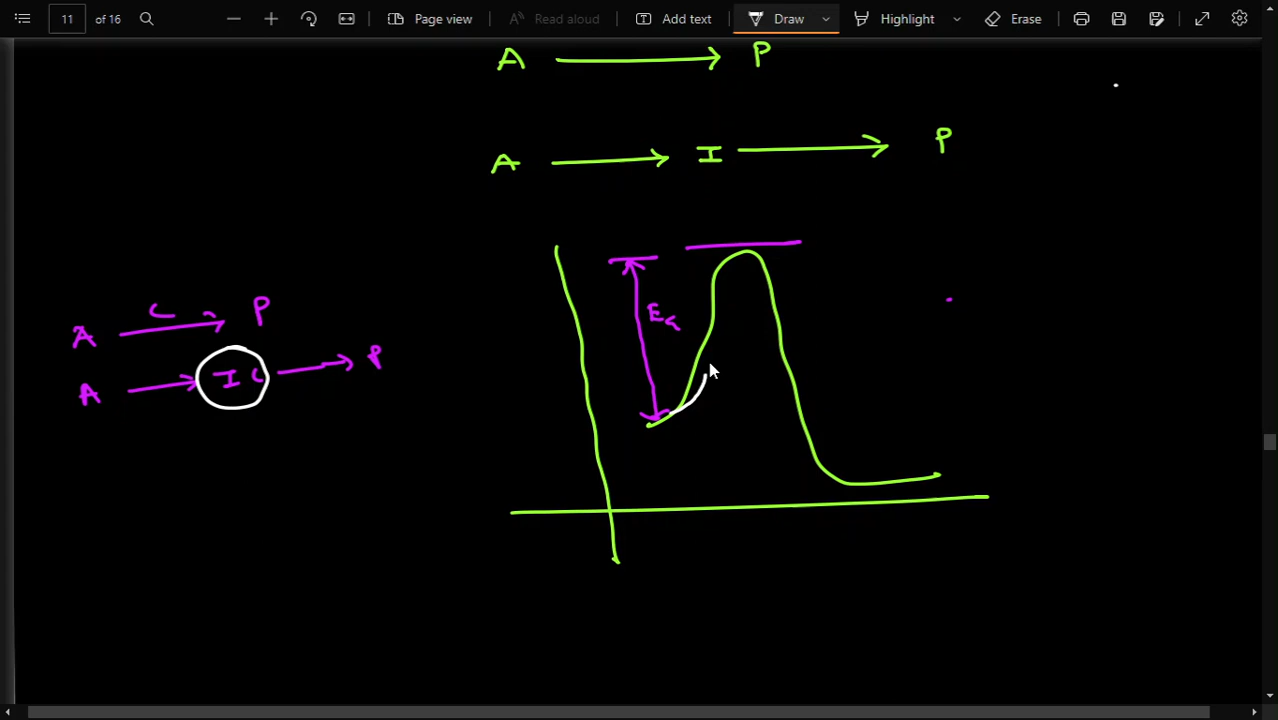 11 of 16 Page view Read aloud Add text Draw Highlight Erase
A → P
A → I → P
Ea
C
A → P
A → I C → P